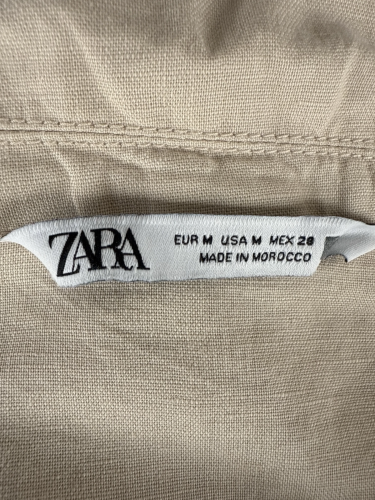 ZARA
EUR M USA M MEX 28
MADE IN MOROCCO